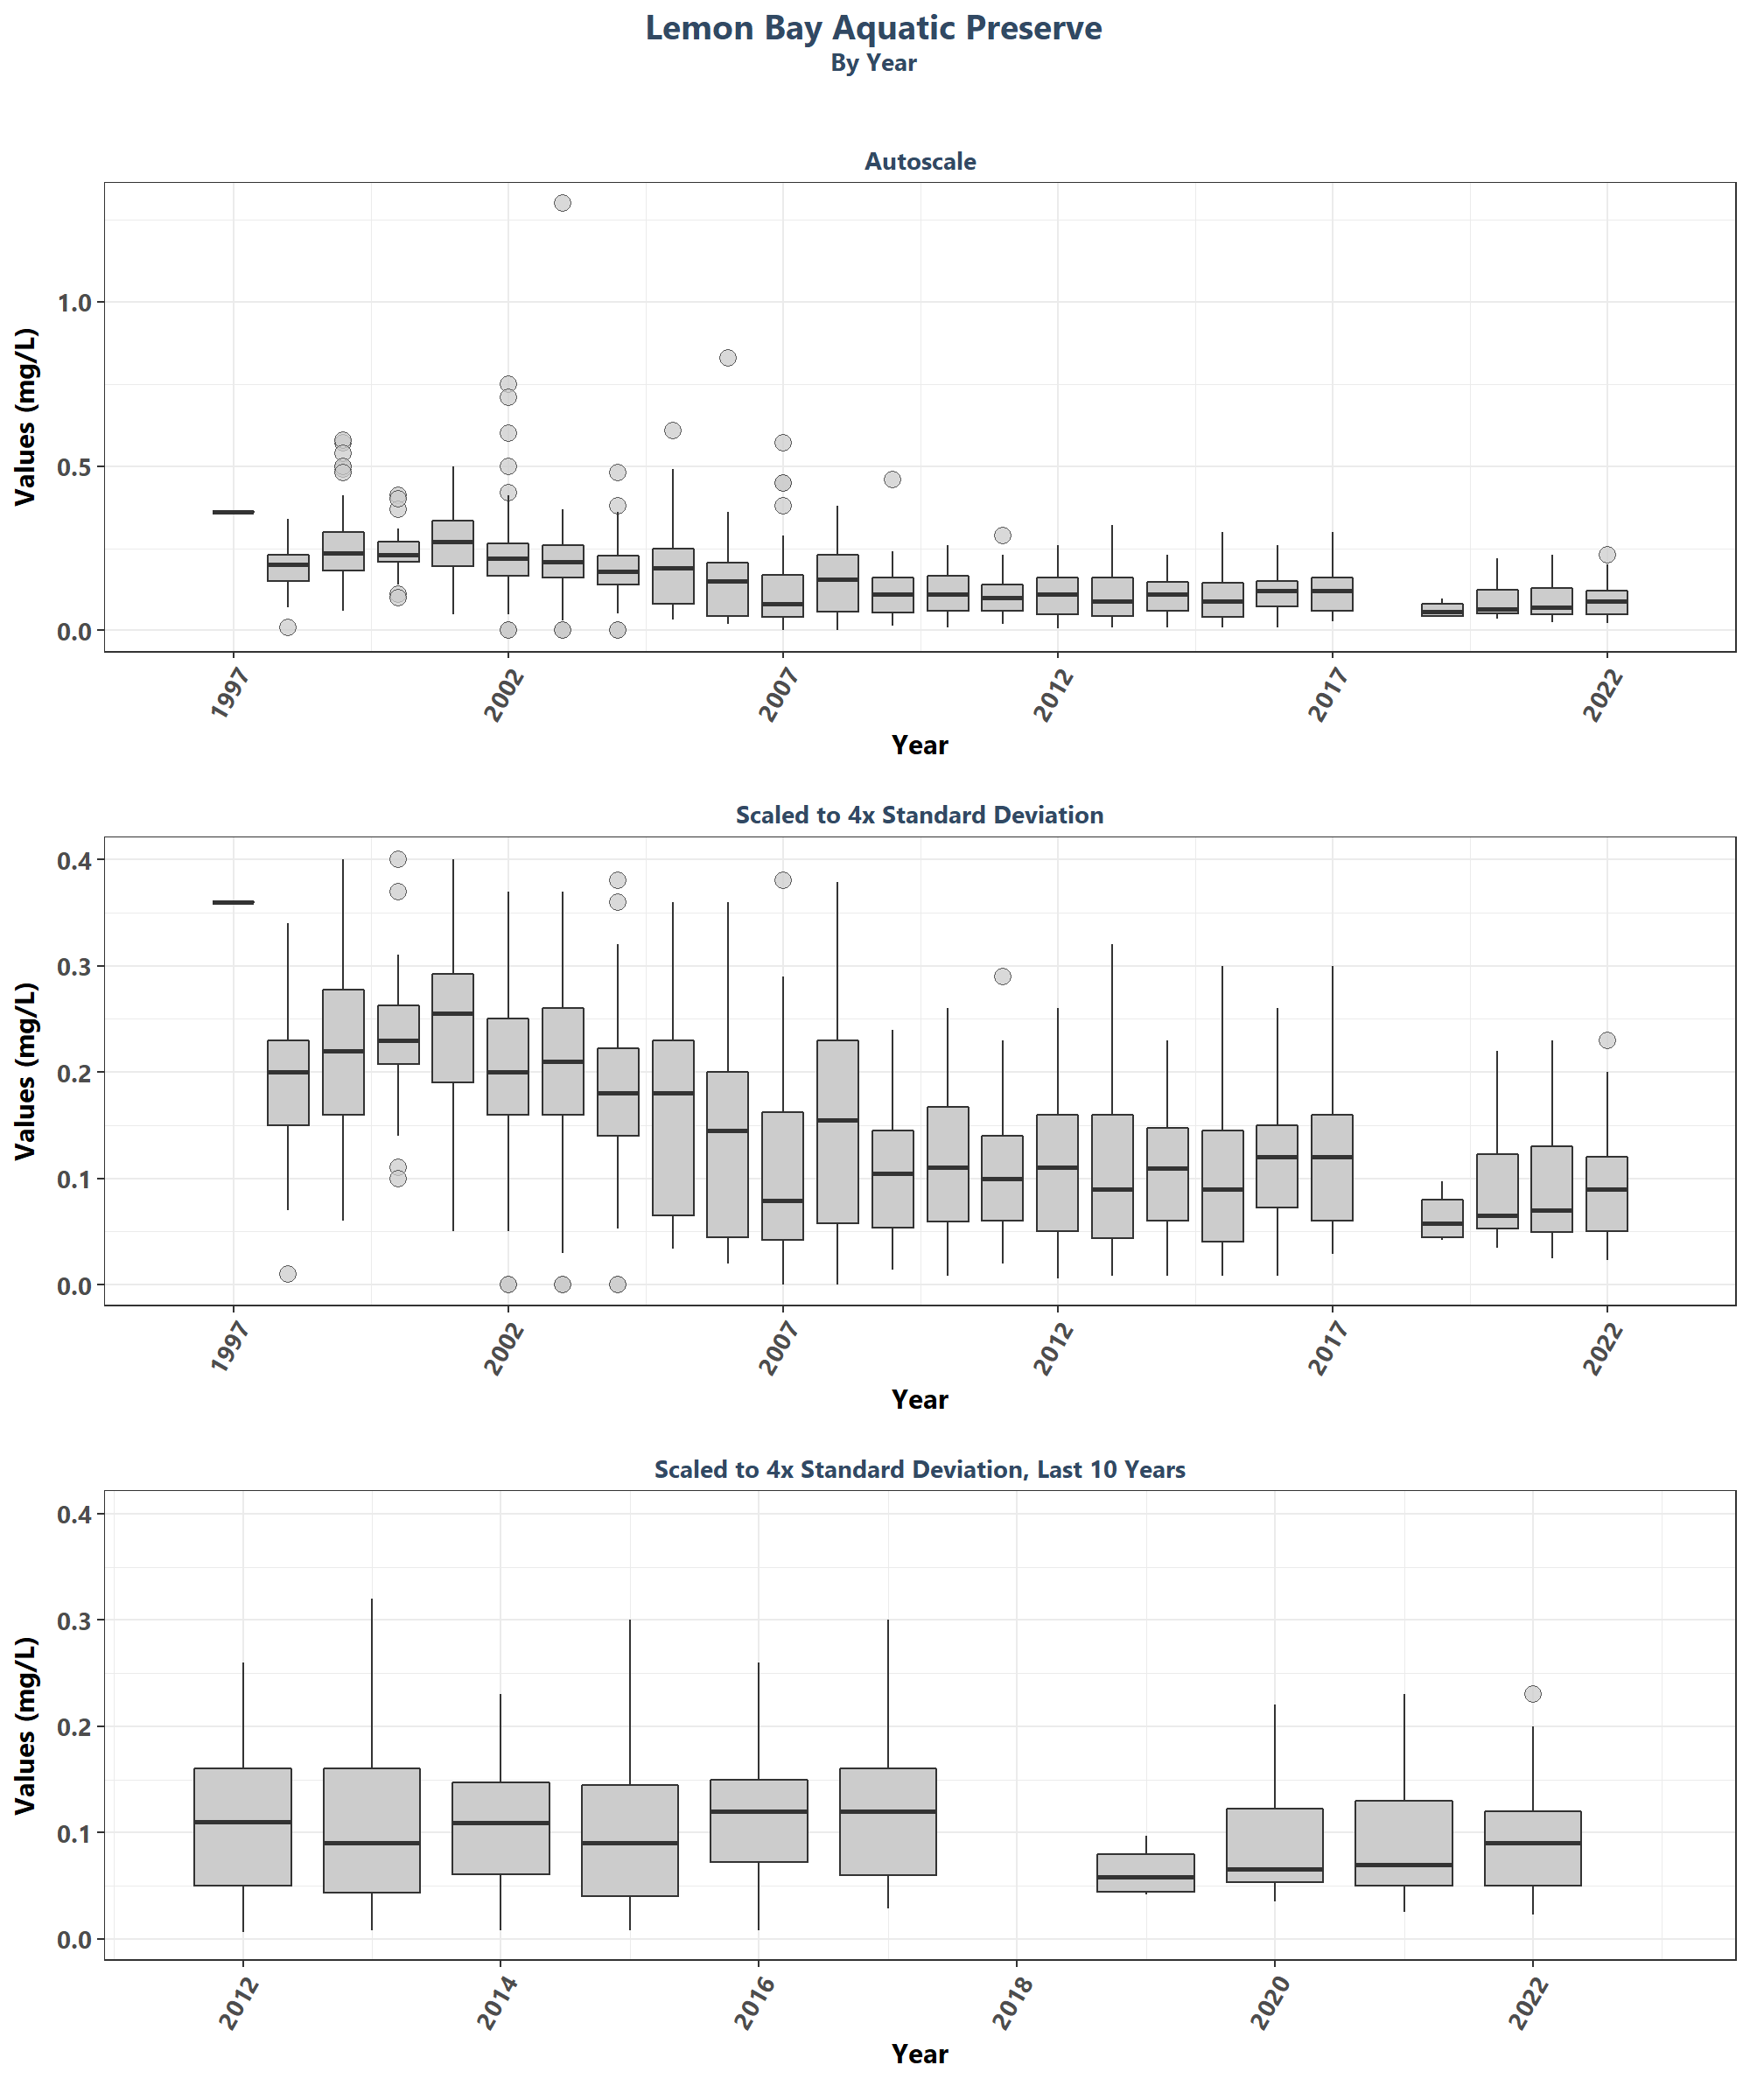 Lemon Bay Aquatic Preserve
By Year
Autoscale
Values (mg/L)
1.0
0.5
0.0
1997 2002 2007 2012 2017 2022
Year
Scaled to 4x Standard Deviation
Values (mg/L)
0.4
0.3
0.2
0.1
0.0
1997 2002 2007 2012 2017 2022
Year
Scaled to 4x Standard Deviation, Last 10 Years
Values (mg/L)
0.4
0.3
0.2
0.1
0.0
2012 2014 2016 2018 2020 2022
Year